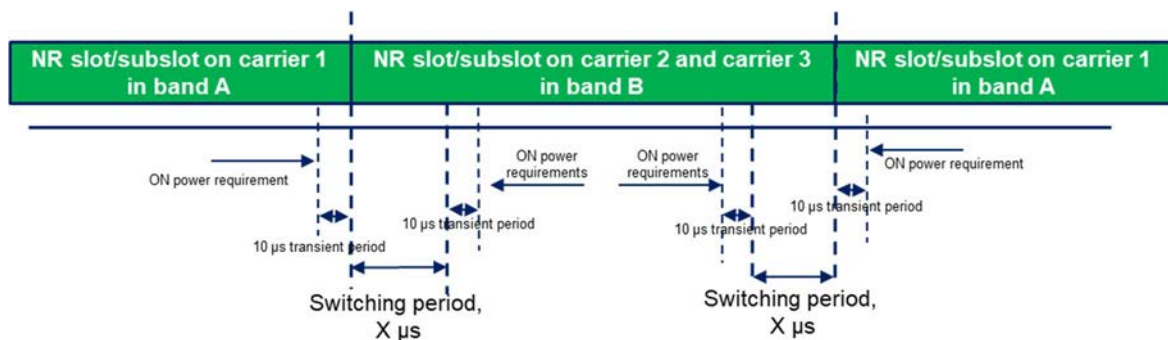 NR slot/subslot on carrier 1
in band A
NR slot/subslot on carrier 2 and carrier 3
in band B
NR slot/subslot on carrier 1
in band A
ON power requirement
10 µs transient period
Switching period,
X µs
ON power
requirements
10 µs transient period
ON power
requirements
10 µs transient period
Switching period,
X µs
ON power requirement
10 µs transient period